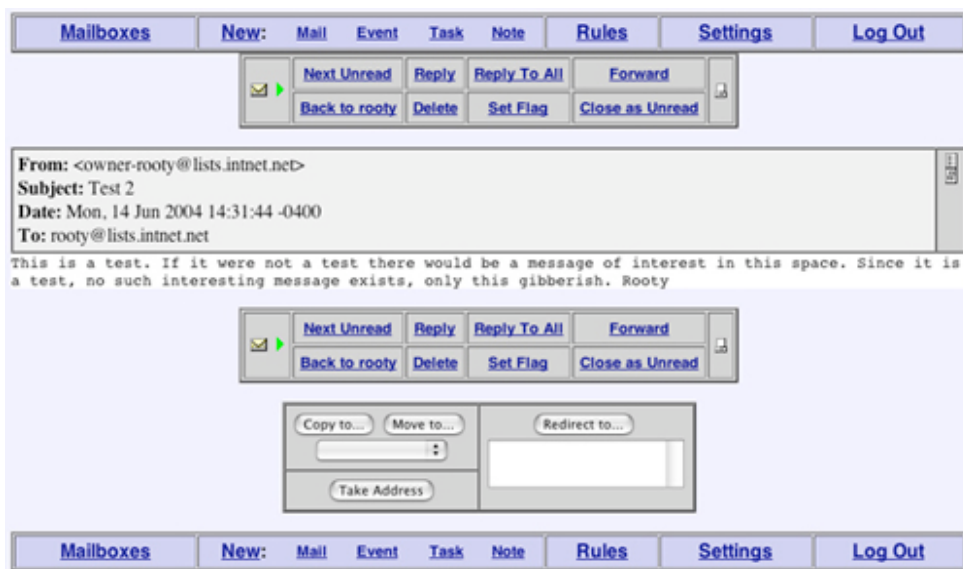 Mailboxes New: Mail Event Task Note Rules Settings Log Out
Next Unread Reply Reply To All Forward
Back to rooty Delete Set Flag Close as Unread
From: <owner-rooty@lists.intnet.net>
Subject: Test 2
Date: Mon, 14 Jun 2004 14:31:44 -0400
To: rooty@lists.intnet.net
This is a test. If it were not a test there would be a message of interest in this space. Since it is
a test, no such interesting message exists, only this gibberish. Rooty
Next Unread Reply Reply To All Forward
Back to rooty Delete Set Flag Close as Unread
Copy to... Move to... Redirect to...
Take Address
Mailboxes New: Mail Event Task Note Rules Settings Log Out